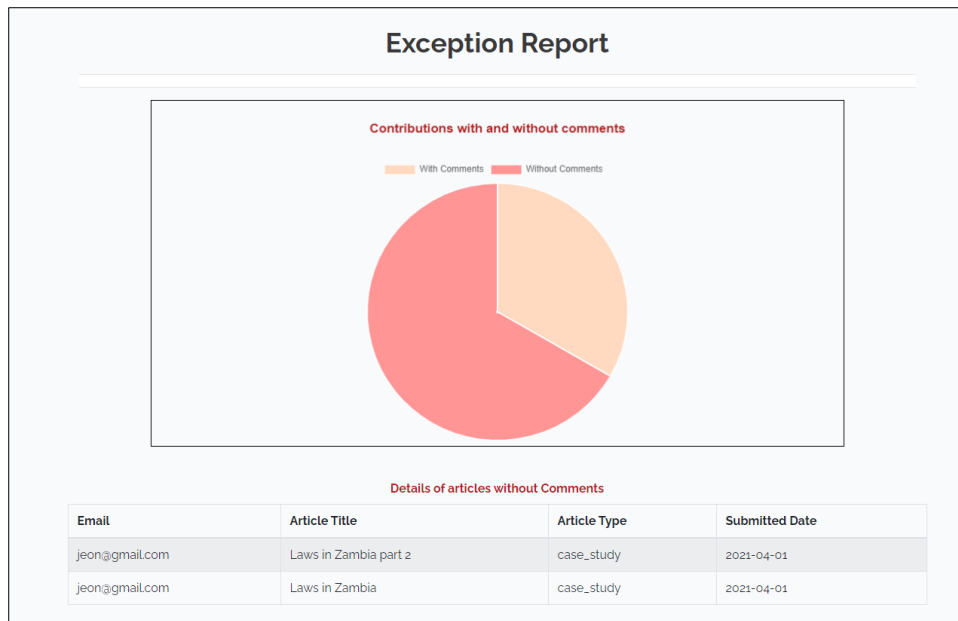 Exception Report
Contributions with and without comments
With Comments Without Comments
Details of articles without Comments
Email Article Title Article Type Submitted Date
jeon@gmail.com Laws in Zambia part 2 case_study 2021-04-01
jeon@gmail.com Laws in Zambia case_study 2021-04-01